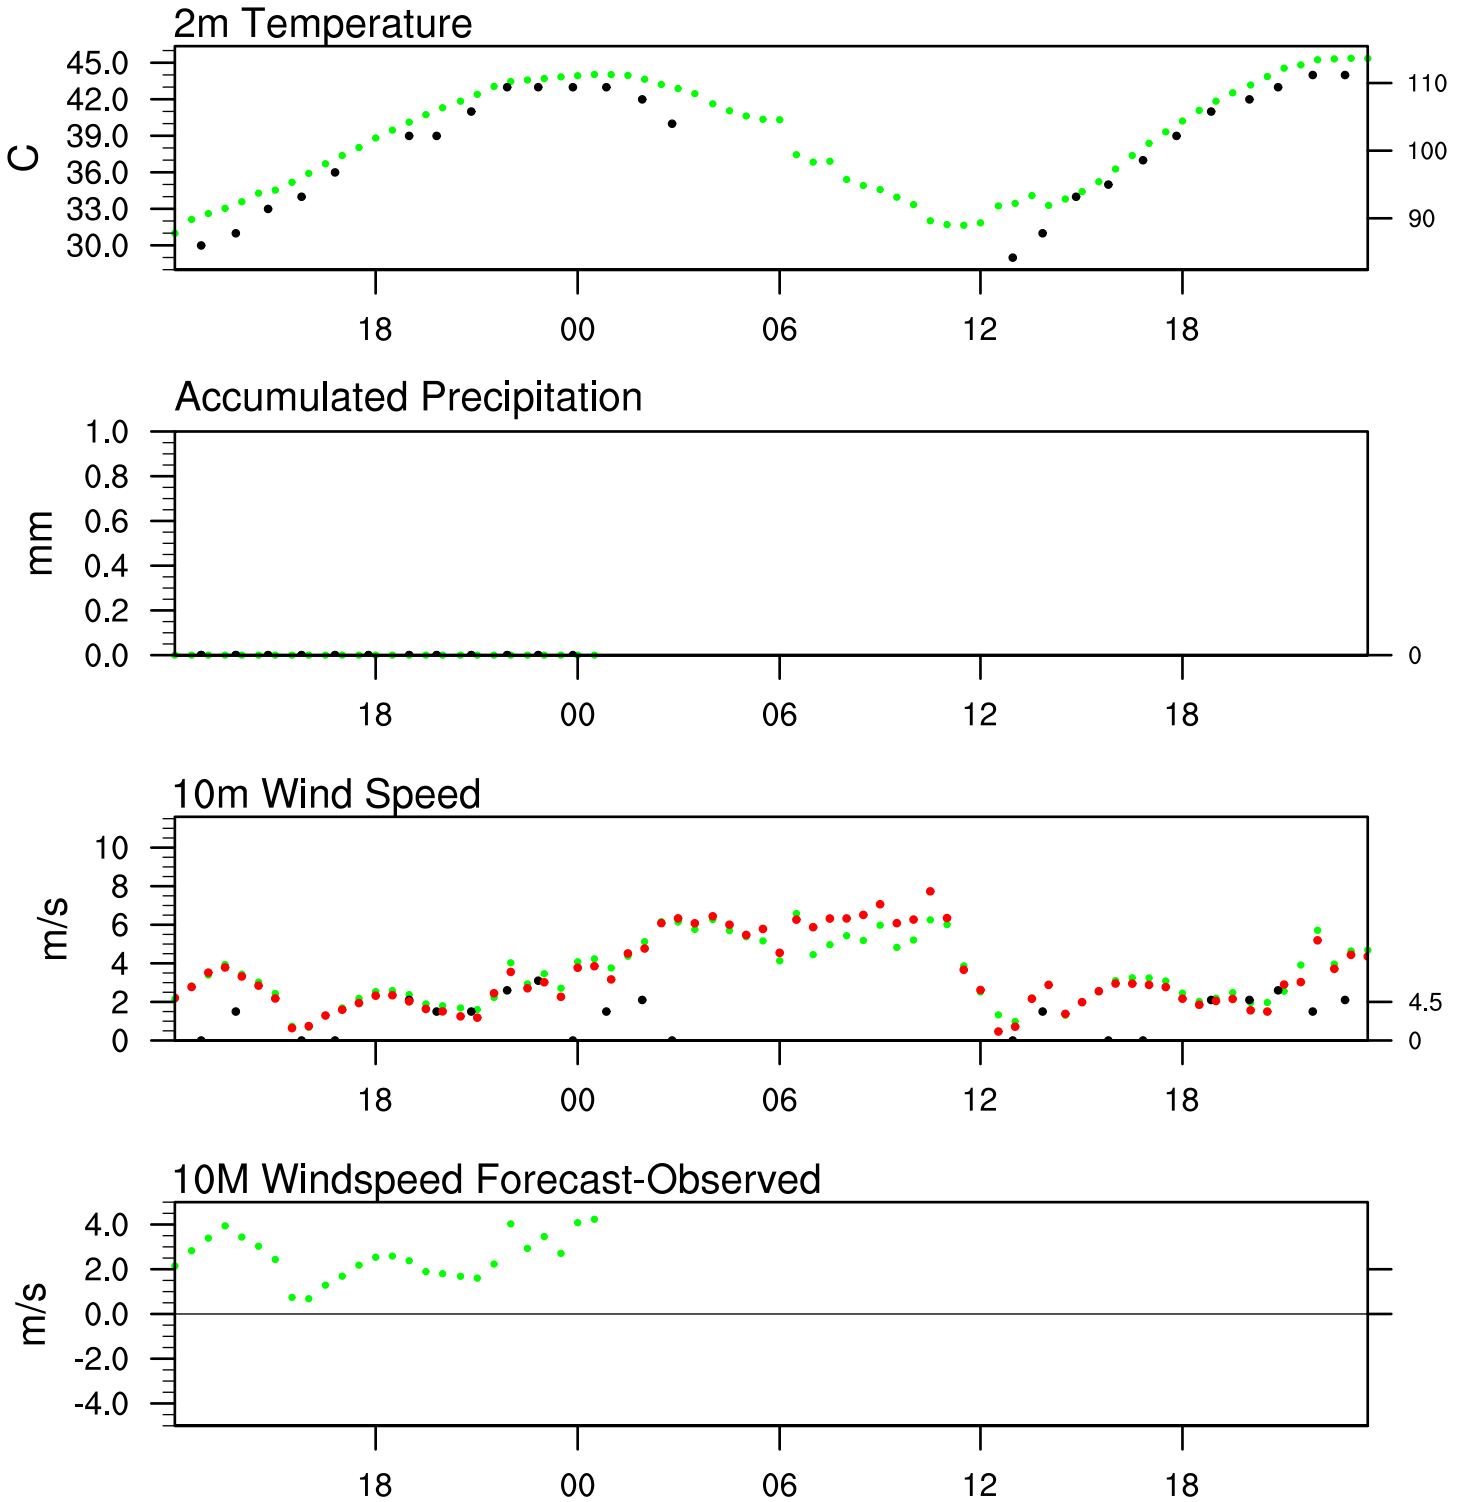 2m Temperature
45.0
42.0
39.0
36.0
33.0
30.0
C
110
100
90
18 00 06 12 18
Accumulated Precipitation
1.0
0.8
0.6
0.4
0.2
0.0
mm
0
18 00 06 12 18
10m Wind Speed
10
8
6
4
2
0
m/s
4.5
0
18 00 06 12 18
10M Windspeed Forecast-Observed
4.0
2.0
0.0
-2.0
-4.0
m/s
18 00 06 12 18